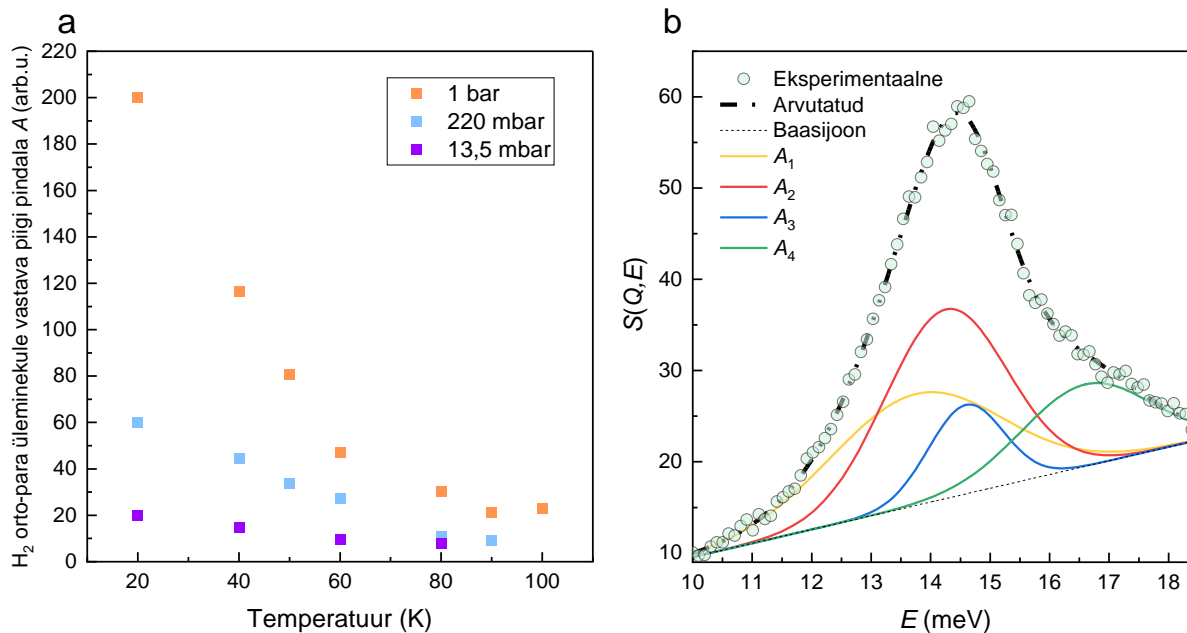 a
H₂ orto-para üleminekule vastava piigi pindala A (arb.u.)
220
200
180
160
140
120
100
80
60
40
20
0
1 bar
220 mbar
13,5 mbar
20 40 60 80 100
Temperatuur (K)
b
S(Q,E)
60
50
40
30
20
10
Eksperimentaalne
Arvutatud
Baasijoon
A₁
A₂
A₃
A₄
10 11 12 13 14 15 16 17 18
E (meV)